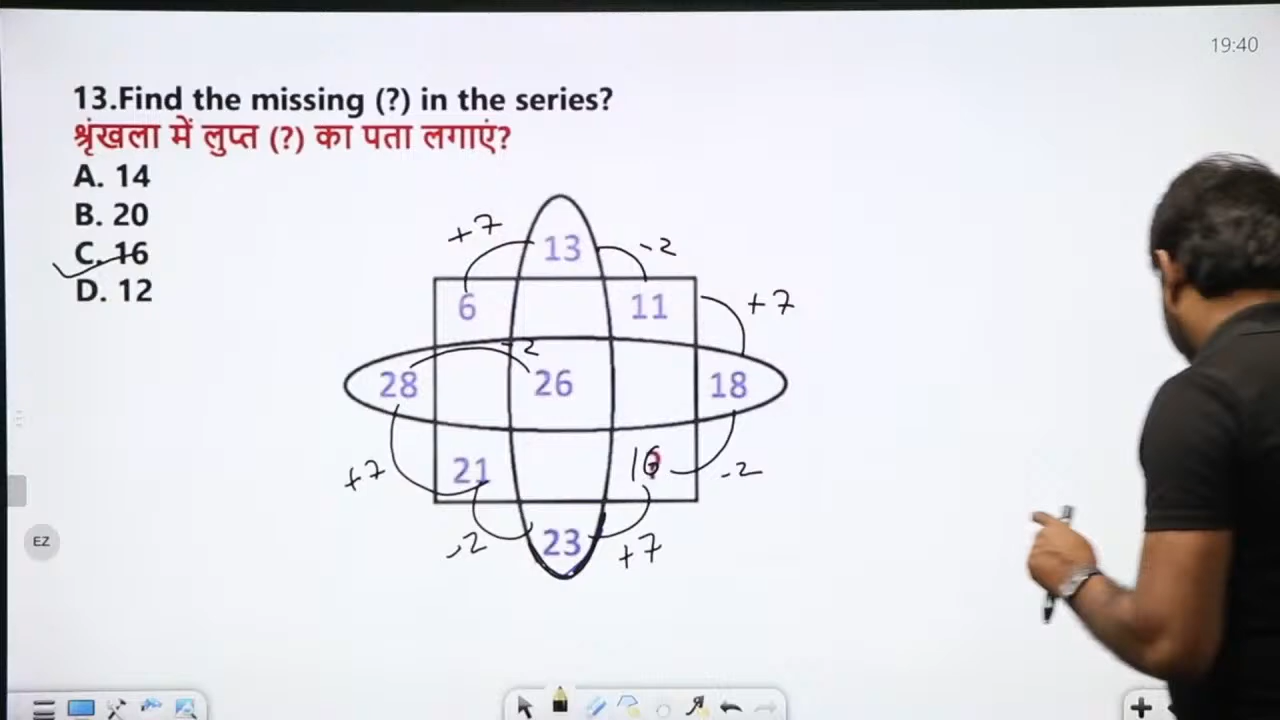 19:40
13.Find the missing (?) in the series?
श्रृंखला में लुप्त (?) का पता लगाएं?
A. 14
B. 20
C. 16
D. 12
+7 13 -2
6 11 +7
-2
28 26 18
+7 21 16 -2
-2 23 +7
EZ